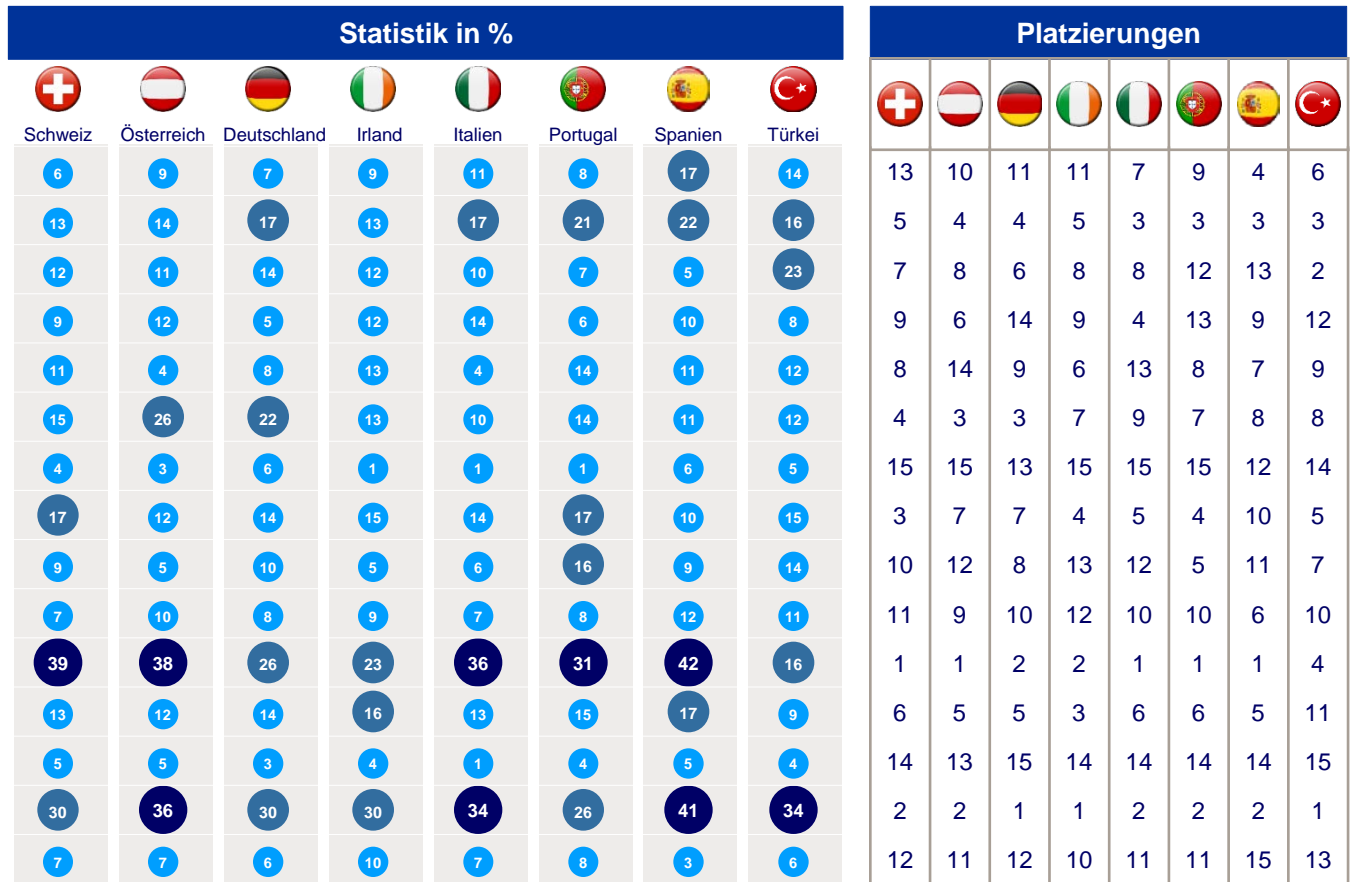 Statistik in % Platzierungen
Schweiz Österreich Deutschland Irland Italien Portugal Spanien Türkei
6 9 7 9 11 8 17 14 13 10 11 11 7 9 4 6
13 14 17 13 17 21 22 16 5 4 4 5 3 3 3 3
12 11 14 12 10 7 5 23 7 8 6 8 8 12 13 2
9 12 5 12 14 6 10 8 9 6 14 9 4 13 9 12
11 4 8 13 4 14 11 12 8 14 9 6 13 8 7 9
15 26 22 13 10 14 11 12 4 3 3 7 9 7 8 8
4 3 6 1 1 1 6 5 15 15 13 15 15 15 12 14
17 12 14 15 14 17 10 15 3 7 7 4 5 4 10 5
9 5 10 5 6 16 9 14 10 12 8 13 12 5 11 7
7 10 8 9 7 8 12 11 11 9 10 12 10 10 6 10
39 38 26 23 36 31 42 16 1 1 2 2 1 1 1 4
13 12 14 16 13 15 17 9 6 5 5 3 6 6 5 11
5 5 3 4 1 4 5 4 14 13 15 14 14 14 14 15
30 36 30 30 34 26 41 34 2 2 1 1 2 2 2 1
7 7 6 10 7 8 3 6 12 11 12 10 11 11 15 13